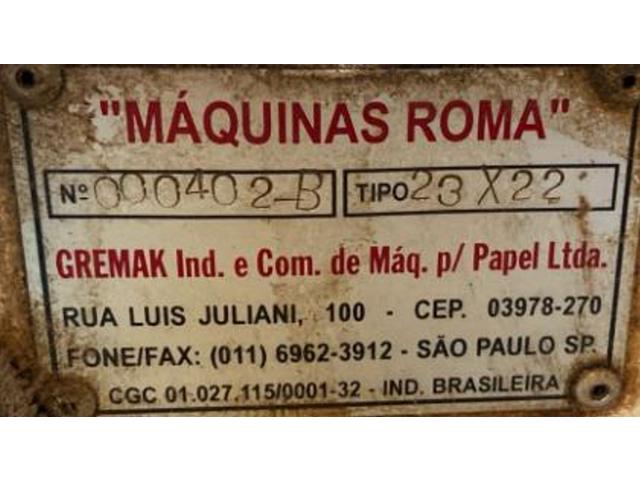 "MÁQUINAS ROMA"
Nº 000402-B TIPO 23 X 22
GREMAK Ind. e Com. de Máq. p/ Papel Ltda.
RUA LUIS JULIANI, 100 - CEP. 03978-270
FONE/FAX: (011) 6962-3912 - SÃO PAULO SP.
CGC 01.027.115/0001-32 - IND. BRASILEIRA